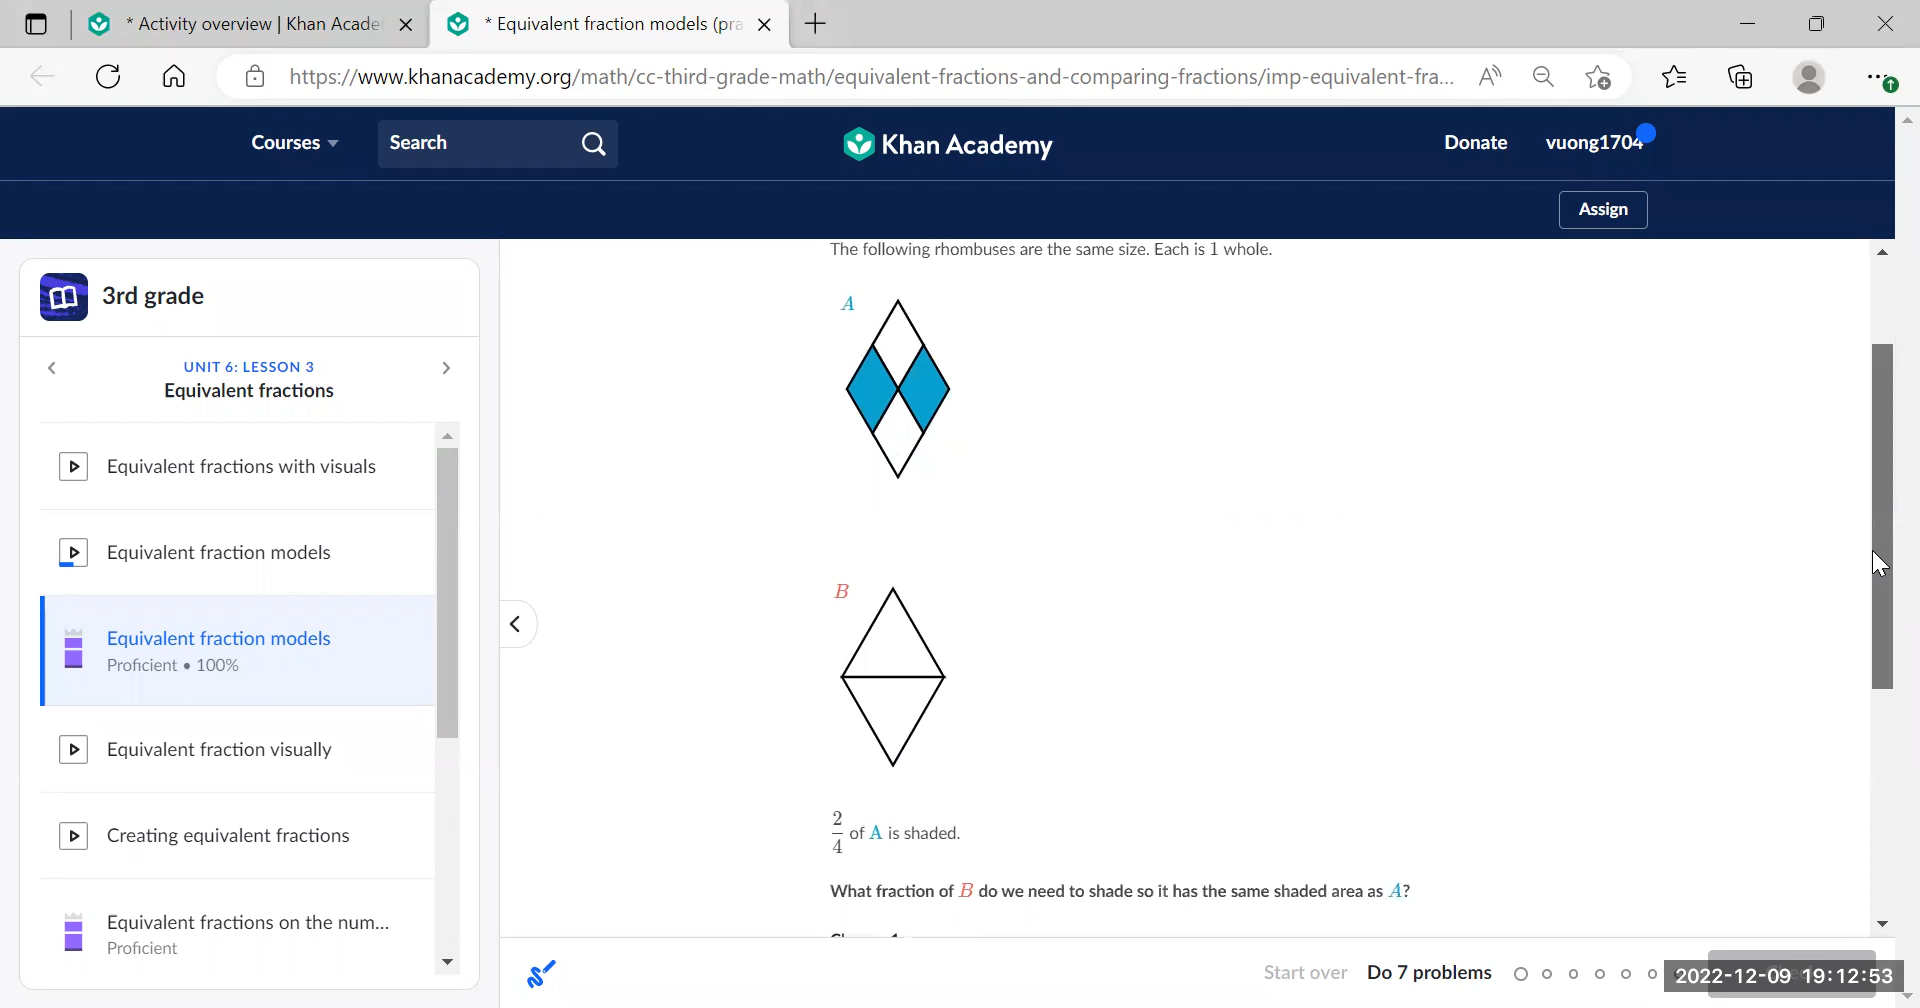 * Activity overview | Khan Acade
* Equivalent fraction models (pra
https://www.khanacademy.org/math/cc-third-grade-math/equivalent-fractions-and-comparing-fractions/imp-equivalent-fra...
Courses
Search
Khan Academy
Donate
vuong1704
Assign
3rd grade
UNIT 6: LESSON 3
Equivalent fractions
Equivalent fractions with visuals
Equivalent fraction models
Equivalent fraction models
Proficient • 100%
Equivalent fraction visually
Creating equivalent fractions
Equivalent fractions on the num...
Proficient
The following rhombuses are the same size. Each is 1 whole.
A
B
2/4 of A is shaded.
What fraction of B do we need to shade so it has the same shaded area as A?
Start over
Do 7 problems
2022-12-09 19:12:53